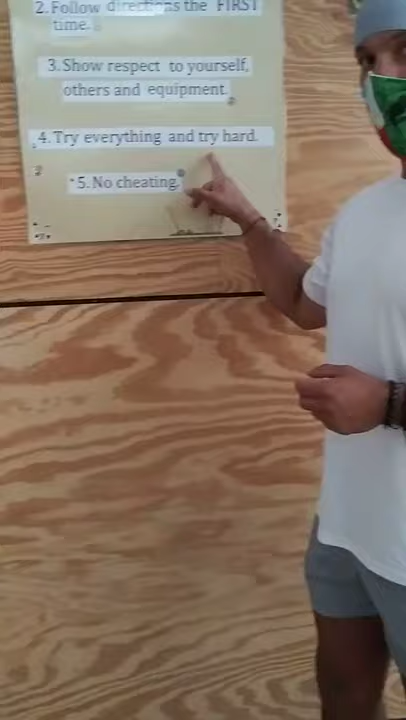 2. Follow directions the FIRST
time.
3. Show respect to yourself,
others and equipment.
4. Try everything and try hard.
5. No cheating.